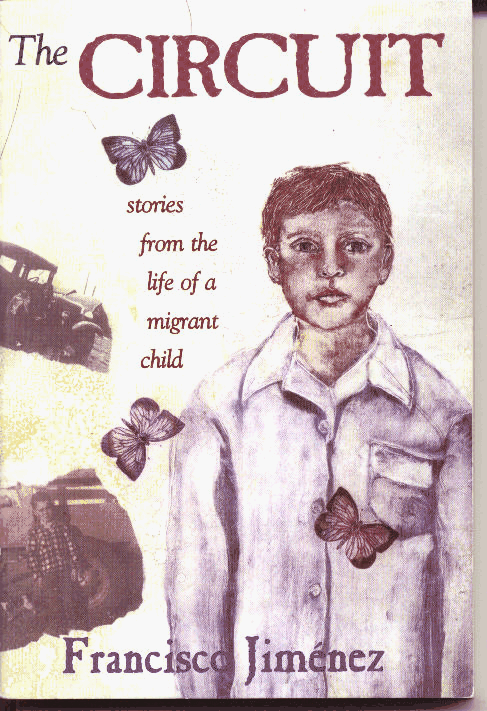 The CIRCUIT
stories
from the
life of a
migrant
child
Francisco Jiménez